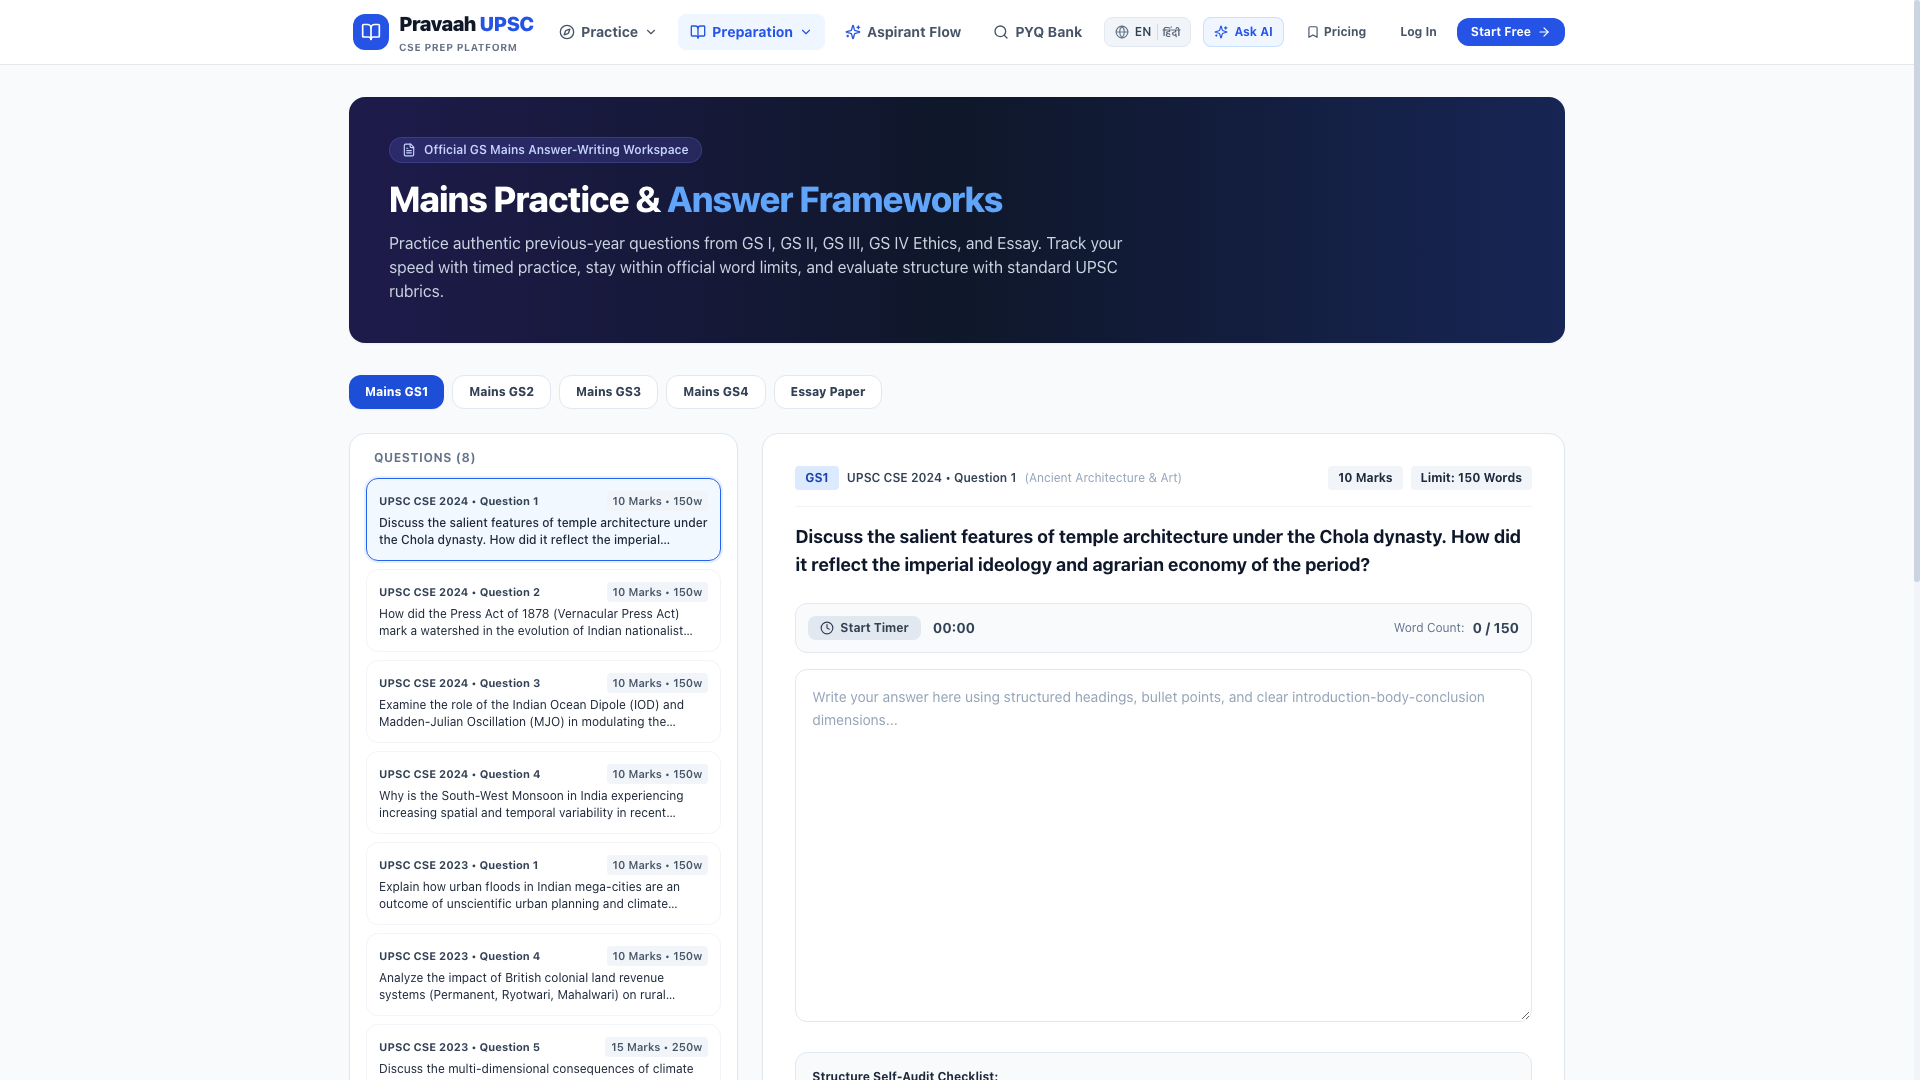 Pravaah UPSC
CSE PREP PLATFORM
Practice
Preparation
Aspirant Flow
PYQ Bank
EN
हिंदी
Ask AI
Pricing
Log In
Start Free
Official GS Mains Answer-Writing Workspace
Mains Practice & Answer Frameworks
Practice authentic previous-year questions from GS I, GS II, GS III, GS IV Ethics, and Essay. Track your
speed with timed practice, stay within official word limits, and evaluate structure with standard UPSC
rubrics.
Mains GS1
Mains GS2
Mains GS3
Mains GS4
Essay Paper
QUESTIONS (8)
UPSC CSE 2024 • Question 1
10 Marks • 150w
Discuss the salient features of temple architecture under
the Chola dynasty. How did it reflect the imperial...
UPSC CSE 2024 • Question 2
10 Marks • 150w
How did the Press Act of 1878 (Vernacular Press Act)
mark a watershed in the evolution of Indian nationalist...
UPSC CSE 2024 • Question 3
10 Marks • 150w
Examine the role of the Indian Ocean Dipole (IOD) and
Madden-Julian Oscillation (MJO) in modulating the...
UPSC CSE 2024 • Question 4
10 Marks • 150w
Why is the South-West Monsoon in India experiencing
increasing spatial and temporal variability in recent...
UPSC CSE 2023 • Question 1
10 Marks • 150w
Explain how urban floods in Indian mega-cities are an
outcome of unscientific urban planning and climate...
UPSC CSE 2023 • Question 4
10 Marks • 150w
Analyze the impact of British colonial land revenue
systems (Permanent, Ryotwari, Mahalwari) on rural...
UPSC CSE 2023 • Question 5
15 Marks • 250w
Discuss the multi-dimensional consequences of climate
GS1
UPSC CSE 2024 • Question 1
(Ancient Architecture & Art)
10 Marks
Limit: 150 Words
Discuss the salient features of temple architecture under the Chola dynasty. How did
it reflect the imperial ideology and agrarian economy of the period?
Start Timer
00:00
Word Count: 0 / 150
Write your answer here using structured headings, bullet points, and clear introduction-body-conclusion
dimensions...
Structure Self-Audit Checklist: